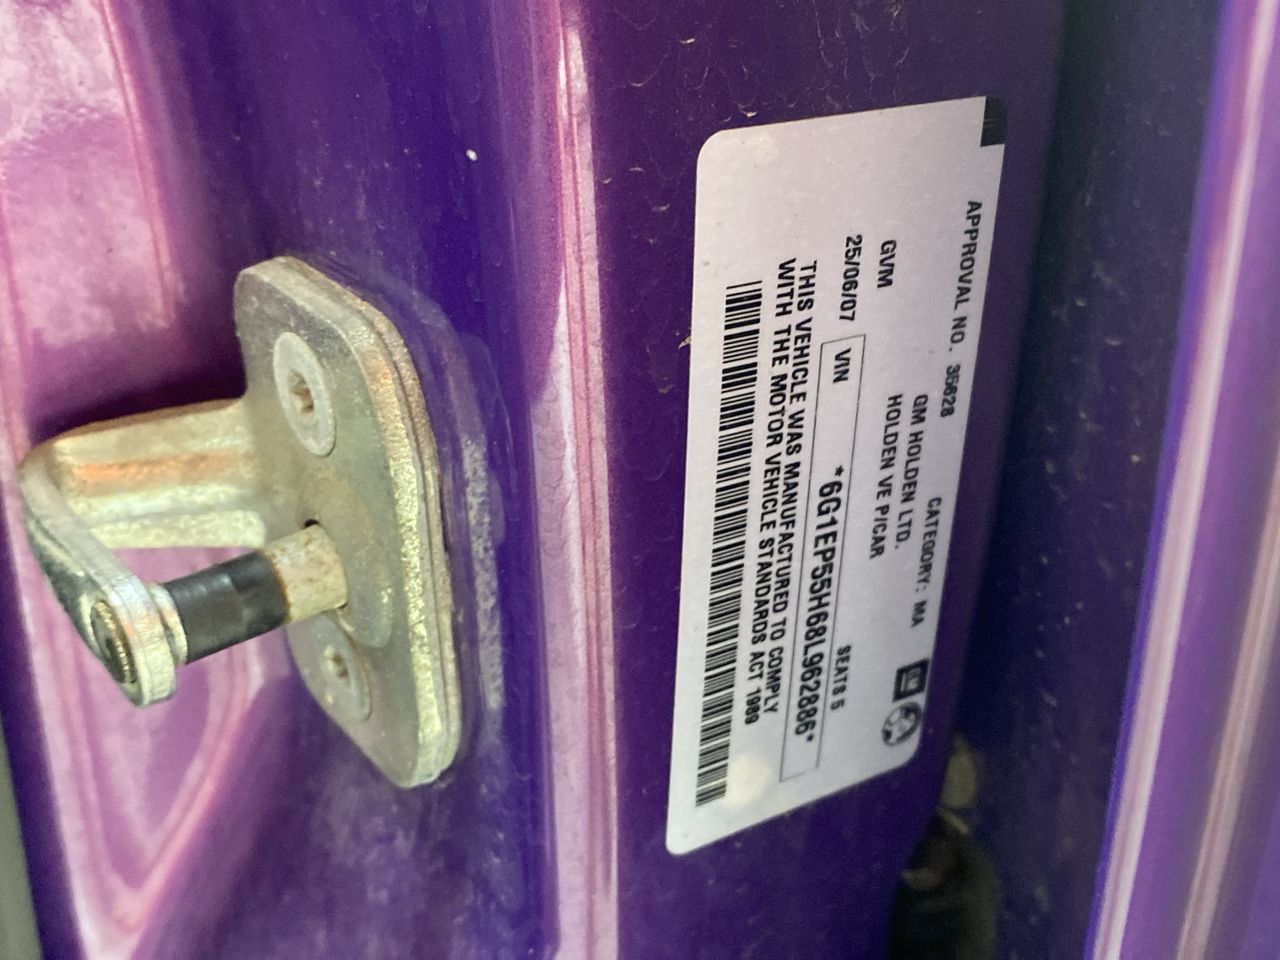 APPROVAL NO. 35628
CATEGORY: MA
GM HOLDEN LTD.
GVM HOLDEN VE P/CAR
SEATS 5
25/06/07 VIN *6G1EP55H68L962886*
THIS VEHICLE WAS MANUFACTURED TO COMPLY
WITH THE MOTOR VEHICLE STANDARDS ACT 1989